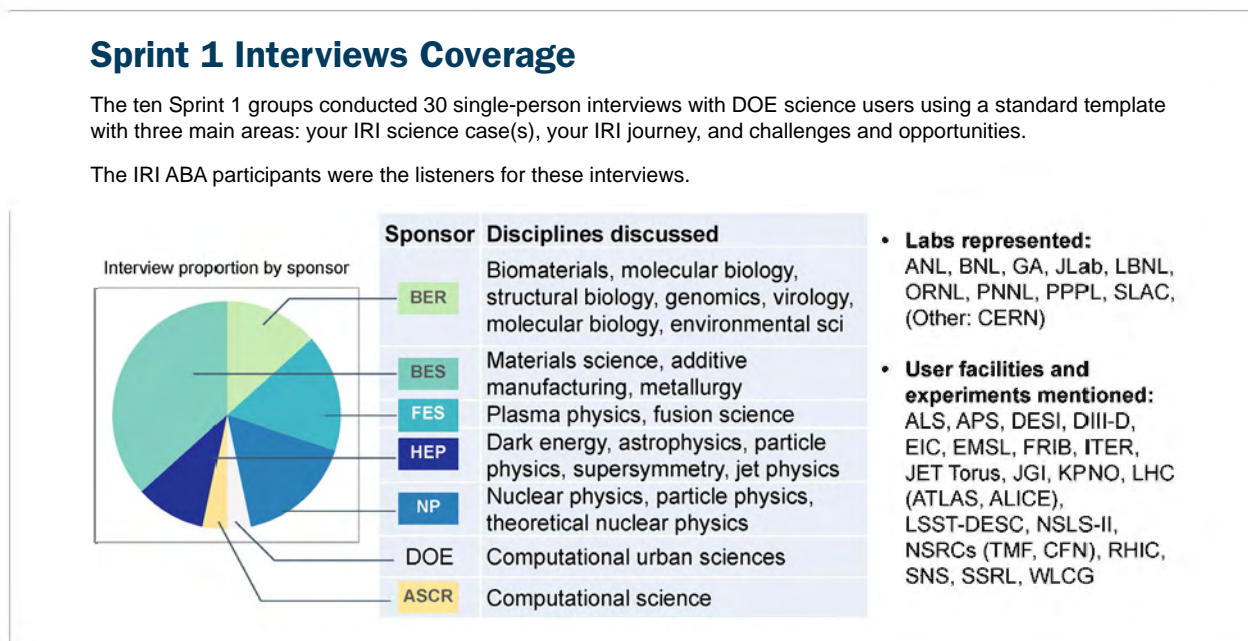 Sprint 1 Interviews Coverage
The ten Sprint 1 groups conducted 30 single-person interviews with DOE science users using a standard template
with three main areas: your IRI science case(s), your IRI journey, and challenges and opportunities.
The IRI ABA participants were the listeners for these interviews.
Interview proportion by sponsor
Sponsor Disciplines discussed
BER
Biomaterials, molecular biology,
structural biology, genomics, virology,
molecular biology, environmental sci
BES
Materials science, additive
manufacturing, metallurgy
FES
Plasma physics, fusion science
HEP
Dark energy, astrophysics, particle
physics, supersymmetry, jet physics
NP
Nuclear physics, particle physics,
theoretical nuclear physics
DOE
Computational urban sciences
ASCR
Computational science
• Labs represented:
ANL, BNL, GA, JLab, LBNL,
ORNL, PNNL, PPPL, SLAC,
(Other: CERN)
• User facilities and
experiments mentioned:
ALS, APS, DESI, DIII-D,
EIC, EMSL, FRIB, ITER,
JET Torus, JGI, KPNO, LHC
(ATLAS, ALICE),
LSST-DESC, NSLS-II,
NSRCs (TMF, CFN), RHIC,
SNS, SSRL, WLCG